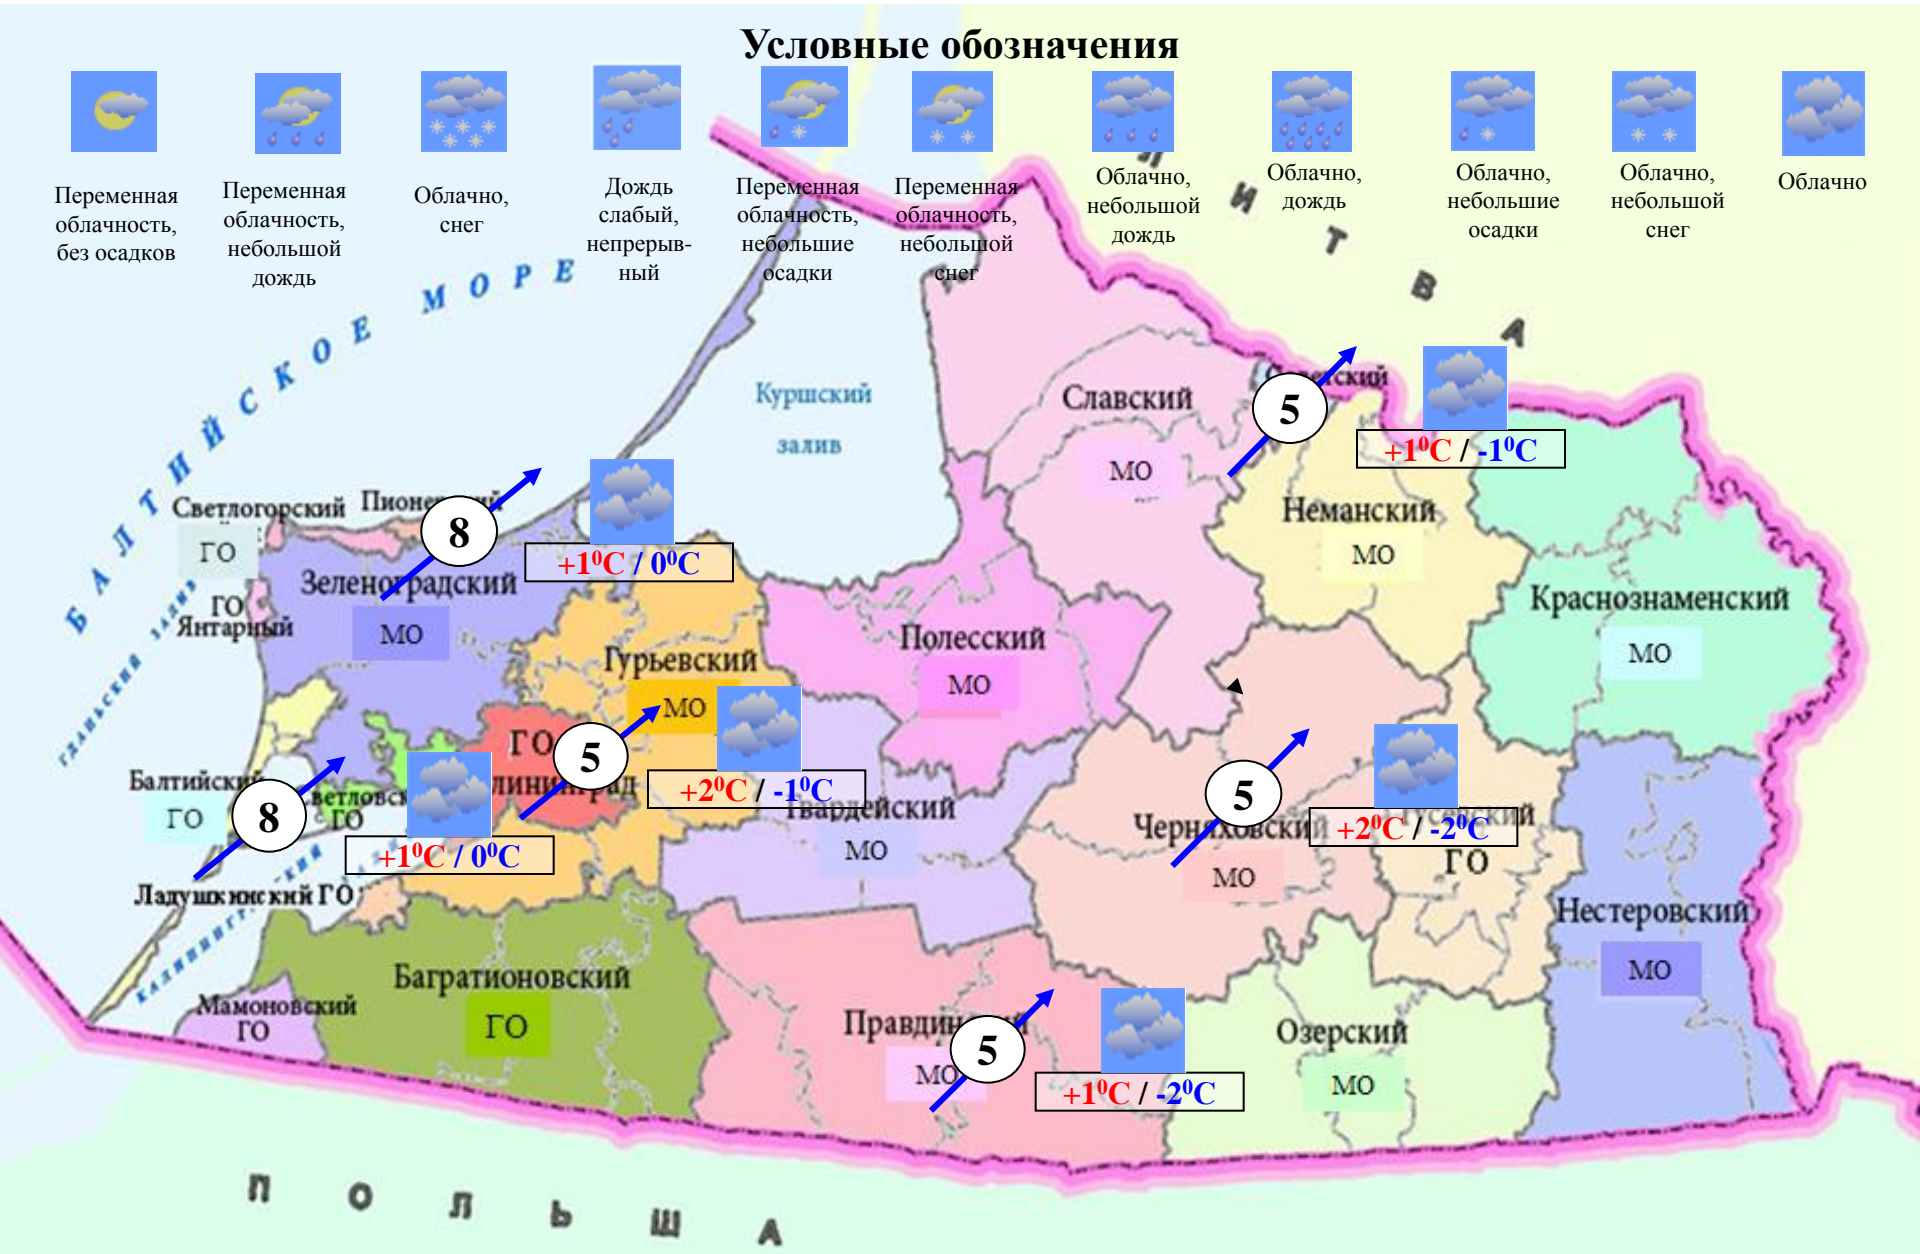 Условные обозначения
Переменная
облачность,
без осадков
Переменная
облачность,
небольшой
дождь
Облачно,
снег
Дождь
слабый,
непрерыв-
ный
Переменная
облачность,
небольшие
осадки
Переменная
облачность,
небольшой
снег
Облачно,
небольшой
дождь
Облачно,
дождь
Облачно,
небольшие
осадки
Облачно,
небольшой
снег
Облачно
БАЛТИЙСКОЕ МОРЕ
ЛИТВА
Куршский
залив
Славский
МО
5
+1⁰C / -1⁰C
Неманский
МО
Краснознаменский
МО
Светлогорский
ГО
8
+1⁰C / 0⁰C
Зеленоградский
МО
ГО
Янтарный
Гурьевский
МО
Полесский
МО
ГО
5
+2⁰C / -1⁰C
Балтийский
ГО
8
ГО
+1⁰C / 0⁰C
Гвардейский
МО
Черняховский
МО
5
+2⁰C / -2⁰C
ГО
Ладушкинский ГО
Нестеровский
МО
Багратионовский
ГО
Мамоновский
ГО
МО
5
+1⁰C / -2⁰C
Озерский
МО
ПОЛЬША